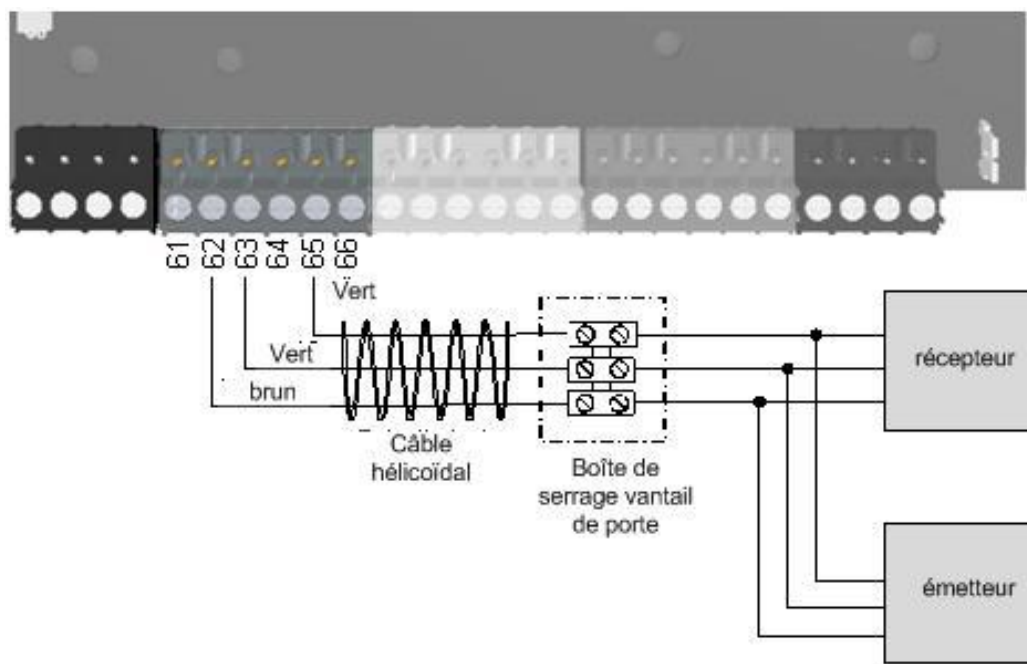 61
62
63
64
65
66
Vert
Vert
brun
Câble
hélicoïdal
Boîte de
serrage vantail
de porte
récepteur
émetteur